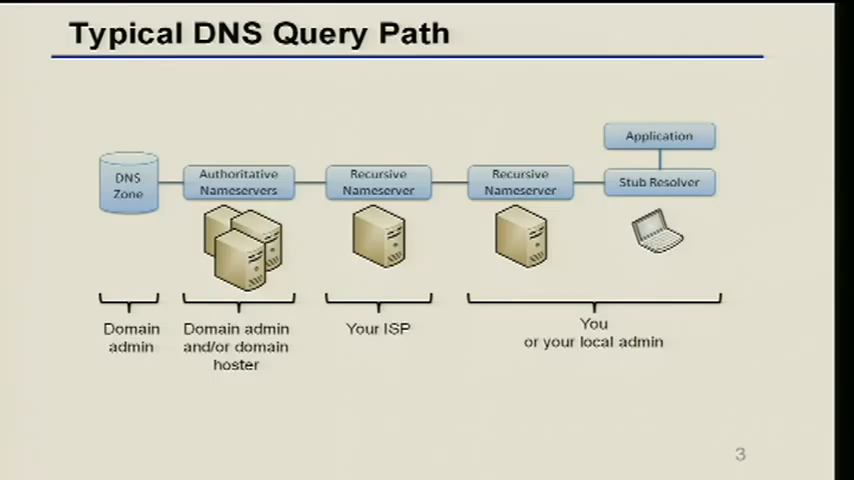 Typical DNS Query Path
DNS
Zone
Authoritative
Nameservers
Recursive
Nameserver
Recursive
Nameserver
Application
Stub Resolver
Domain
admin
Domain admin
and/or domain
hoster
Your ISP
You
or your local admin
3